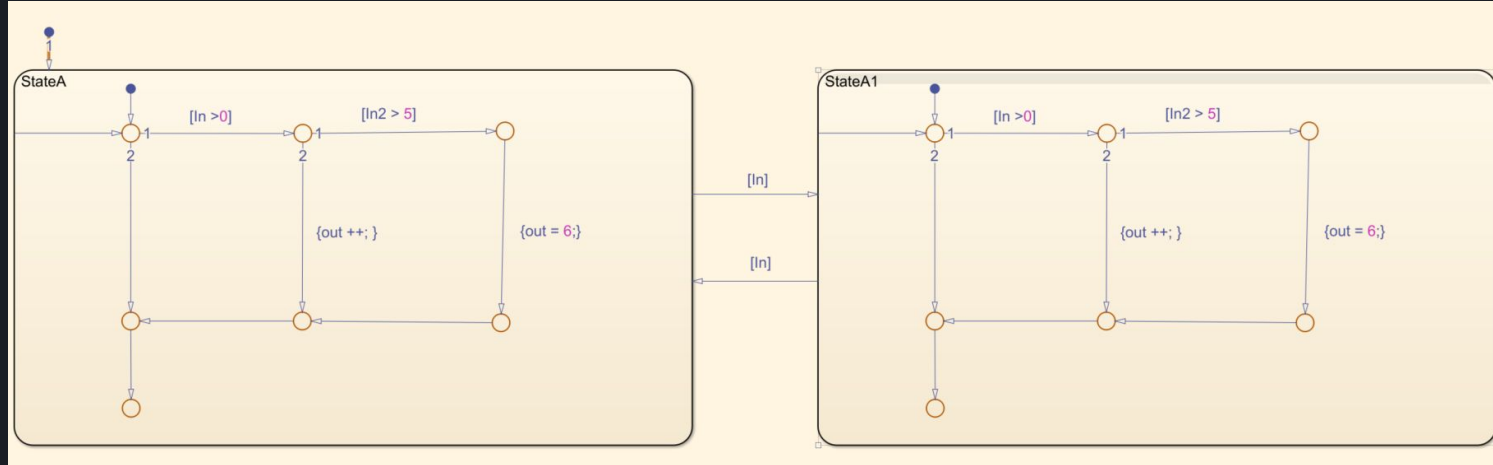 1
StateA
[In >0]
[In2 > 5]
1
1
2
2
{out ++; }
{out = 6;}
[In]
[In]
StateA1
[In >0]
[In2 > 5]
1
1
2
2
{out ++; }
{out = 6;}